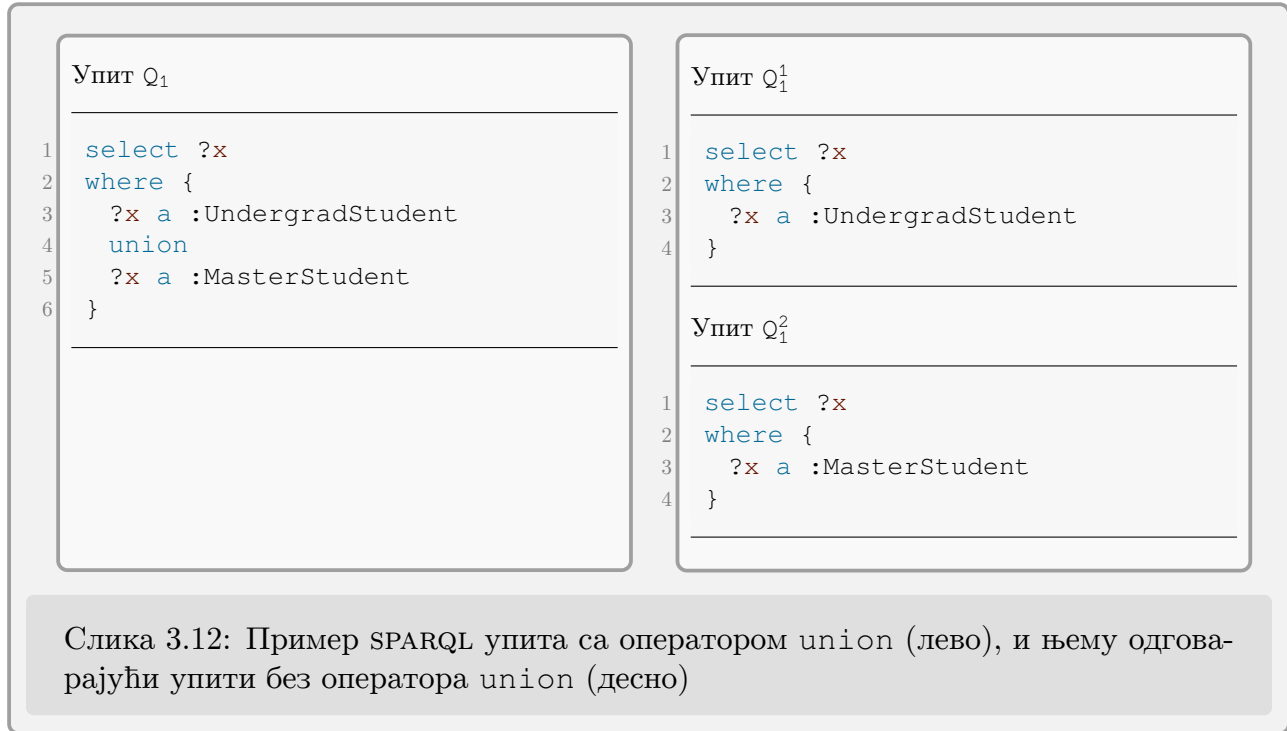 Упит Q₁
1 select ?x
2 where {
3   ?x a :UndergradStudent
4   union
5   ?x a :MasterStudent
6 }
Упит Q₁¹
1 select ?x
2 where {
3   ?x a :UndergradStudent
4 }
Упит Q₁²
1 select ?x
2 where {
3   ?x a :MasterStudent
4 }
Слика 3.12: Пример SPARQL упита са оператором union (лево), и њему одгова-
рајући упити без оператора union (десно)